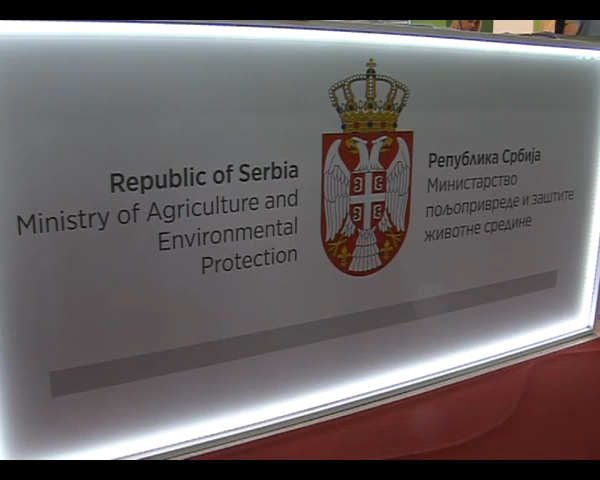 Republic of Serbia
Ministry of Agriculture and
Environmental
Protection
Република Србија
Министарство
пољопривреде и заштите
животне средине